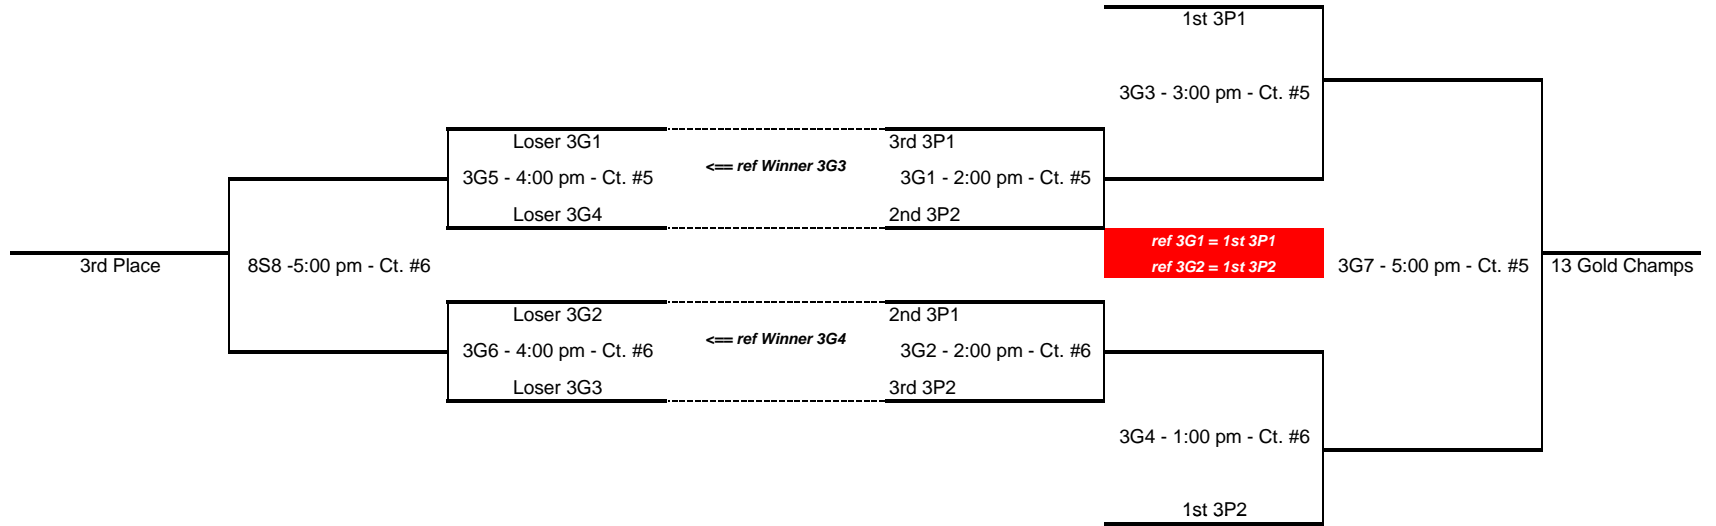 1st 3P1
3G3 - 3:00 pm - Ct. #5
Loser 3G1
3rd 3P1
<== ref Winner 3G3
3G5 - 4:00 pm - Ct. #5
3G1 - 2:00 pm - Ct. #5
Loser 3G4
2nd 3P2
ref 3G1 = 1st 3P1
ref 3G2 = 1st 3P2
3rd Place
8S8 -5:00 pm - Ct. #6
3G7 - 5:00 pm - Ct. #5
13 Gold Champs
Loser 3G2
2nd 3P1
<== ref Winner 3G4
3G6 - 4:00 pm - Ct. #6
3G2 - 2:00 pm - Ct. #6
Loser 3G3
3rd 3P2
3G4 - 1:00 pm - Ct. #6
1st 3P2